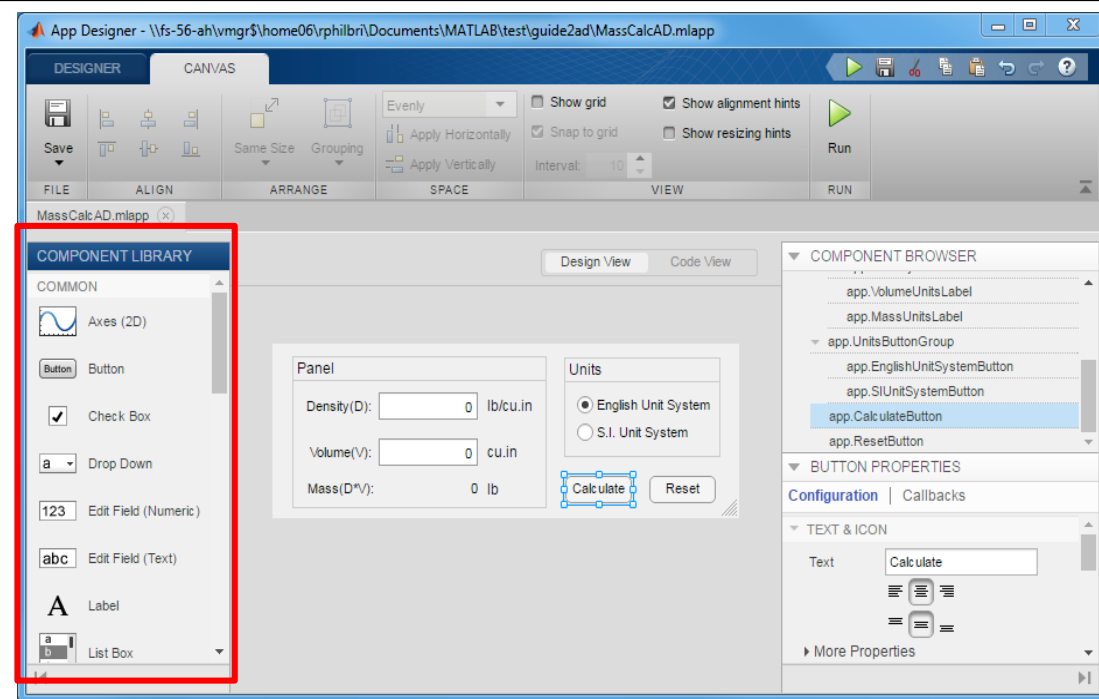 App Designer - \\fs-56-ah\vmgr$\home06\rphilbri\Documents\MATLAB\test\guide2ad\MassCalcAD.mlapp
DESIGNER CANVAS
Save
Same Size Grouping
Evenly
Apply Horizontally
Apply Vertically
Show grid
Snap to grid
Interval: 10
Show alignment hints
Show resizing hints
Run
FILE ALIGN ARRANGE SPACE VIEW RUN
MassCalcAD.mlapp
COMPONENT LIBRARY
COMMON
Axes (2D)
Button Button
Check Box
a Drop Down
123 Edit Field (Numeric)
abc Edit Field (Text)
A Label
a
b List Box
Design View Code View
Panel
Density(D): 0 lb/cu.in
Volume(V): 0 cu.in
Mass(D*V): 0 lb
Units
English Unit System
S.I. Unit System
Calculate Reset
COMPONENT BROWSER
app.VolumeUnitsLabel
app.MassUnitsLabel
app.UnitsButtonGroup
app.EnglishUnitSystemButton
app.SIUnitSystemButton
app.CalculateButton
app.ResetButton
BUTTON PROPERTIES
Configuration | Callbacks
TEXT & ICON
Text Calculate
More Properties